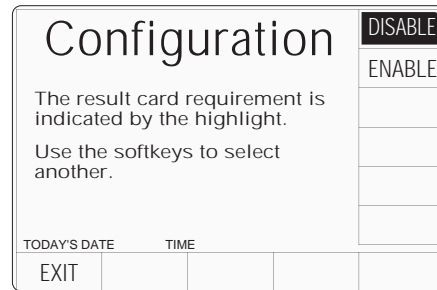 Configuration
DISABLE
ENABLE
The result card requirement is
indicated by the highlight.
Use the softkeys to select
another.
TODAY'S DATE TIME
EXIT